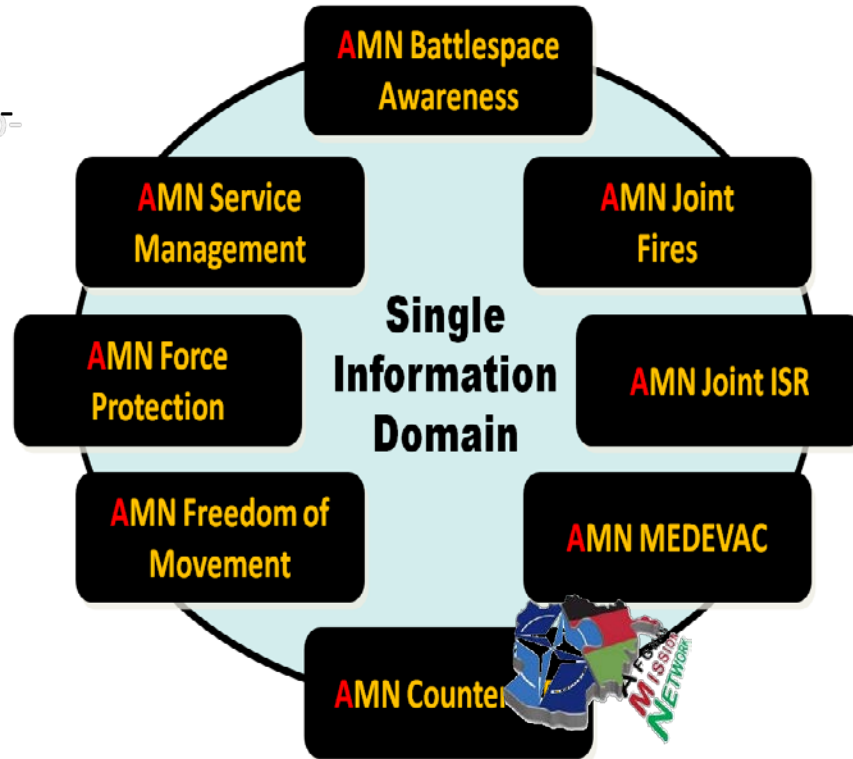 AMN Battlespace
Awareness
AMN Service
Management
AMN Joint
Fires
AMN Force
Protection
Single
Information
Domain
AMN Joint ISR
AMN Freedom of
Movement
AMN MEDEVAC
AMN Counter
MISSION
NETWORK